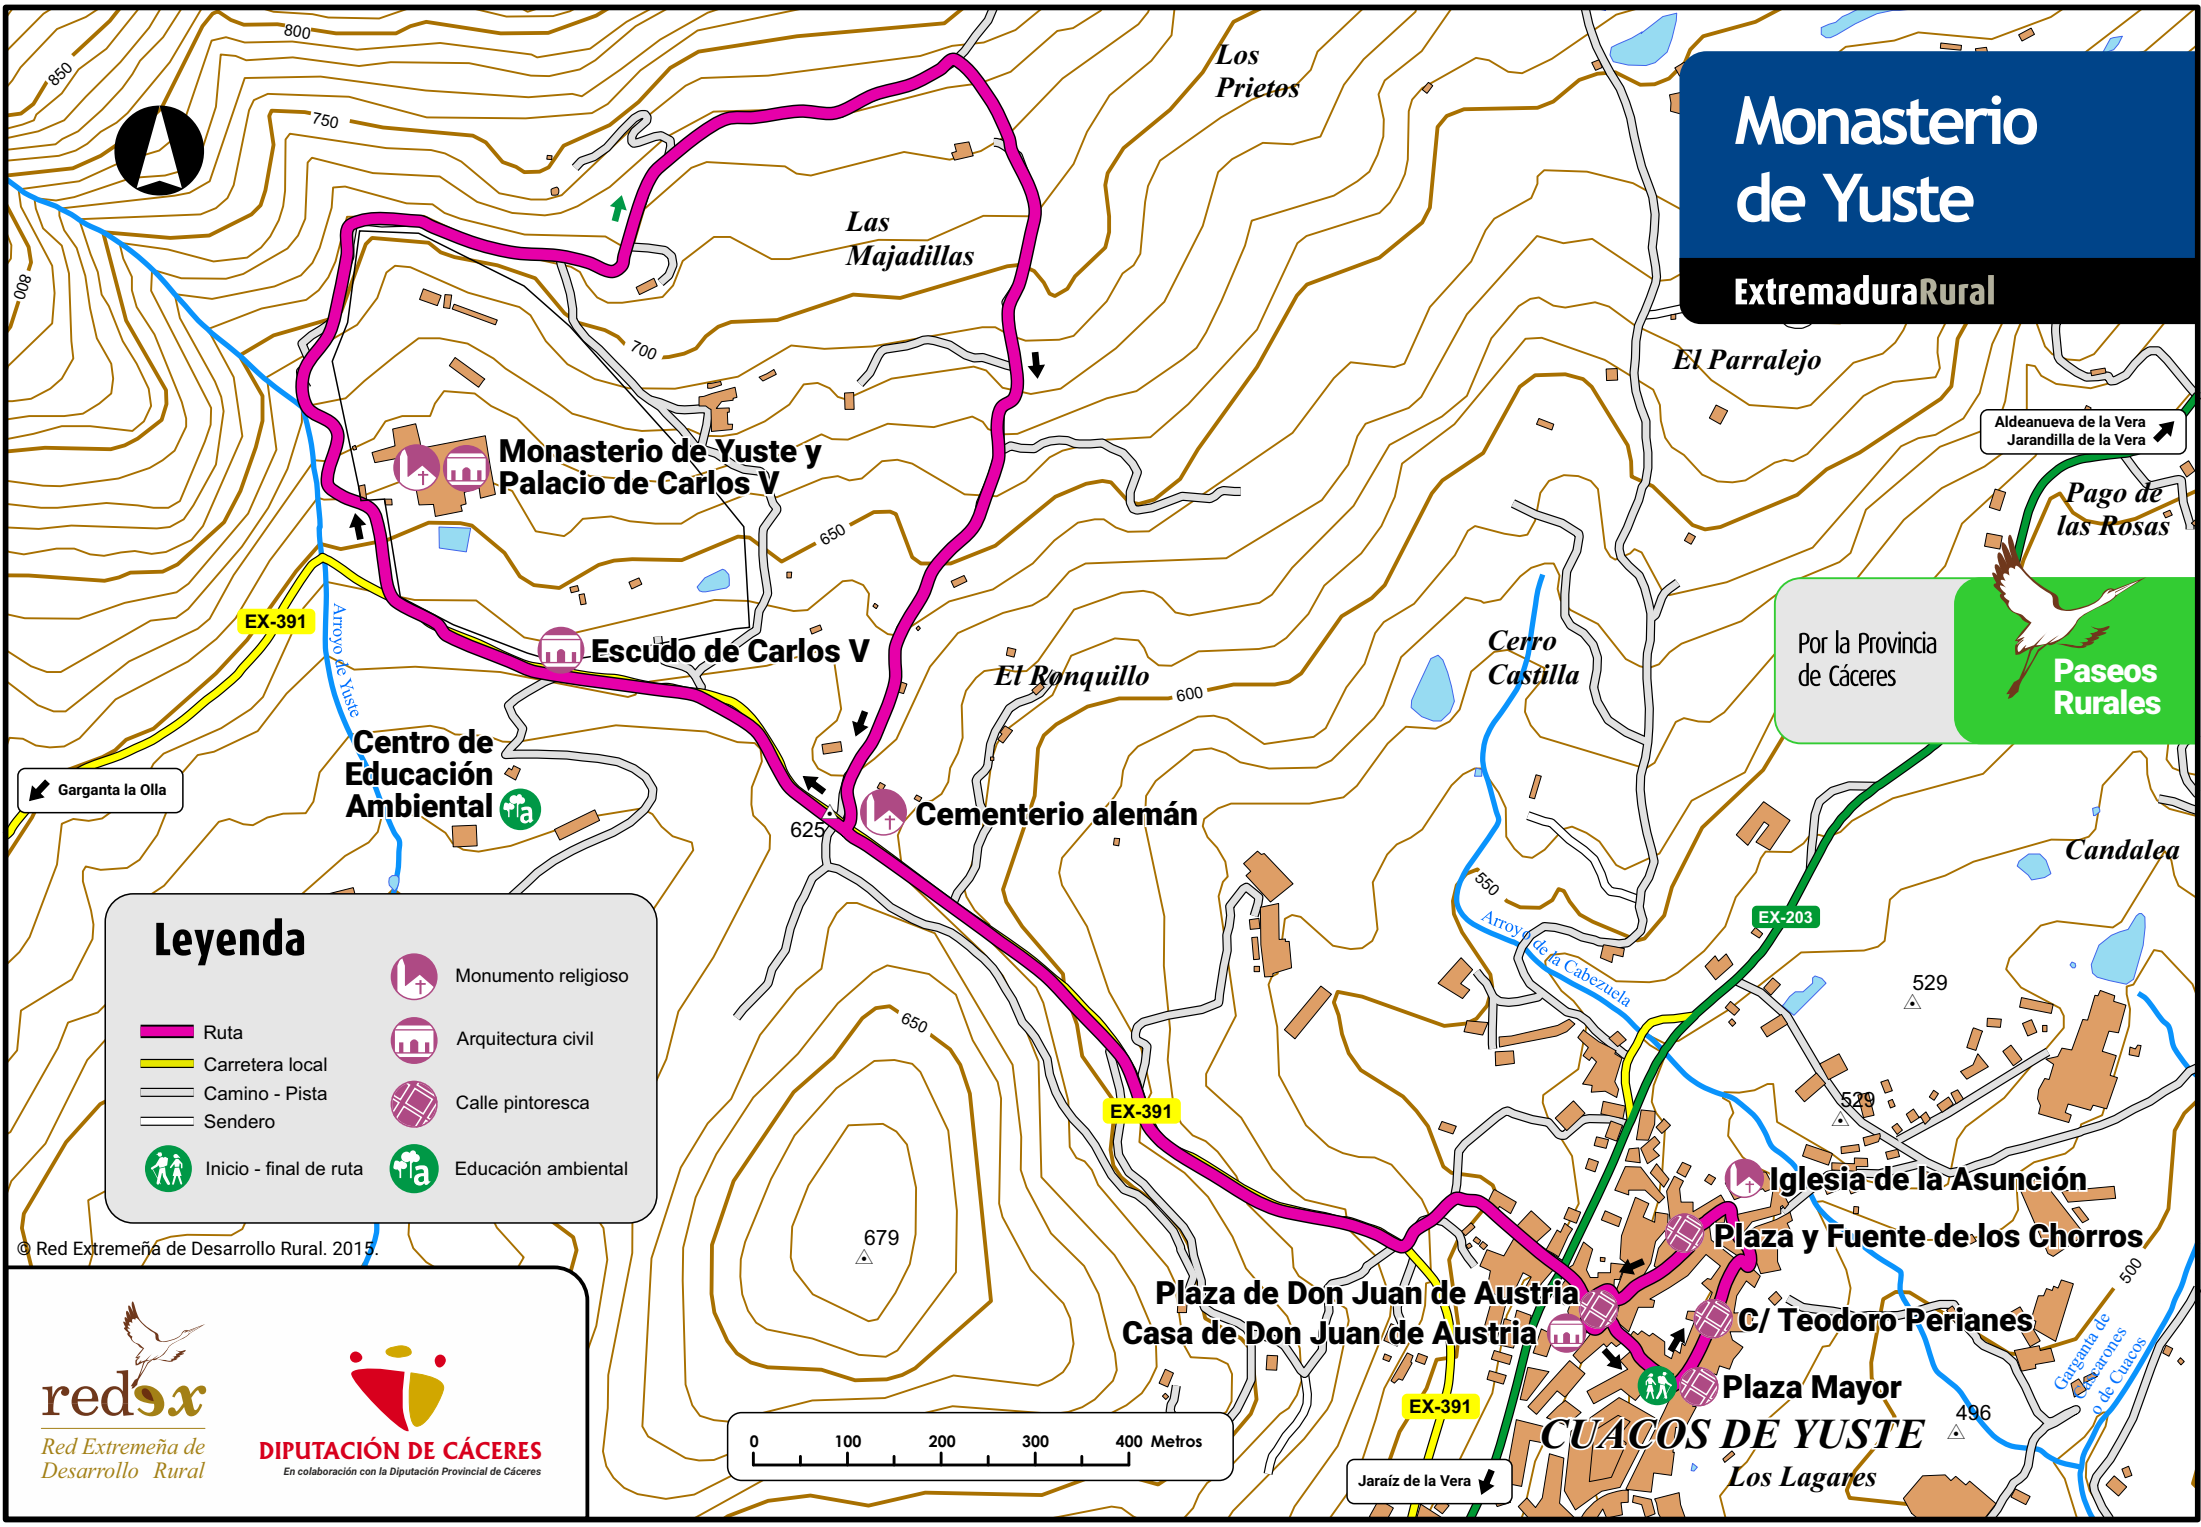 Monasterio
de Yuste
ExtremaduraRural
800
850
750
800
Los
Prietos
Las
Majadillas
700
El Parralejo
Aldeanueva de la Vera
Jarandilla de la Vera
Pago de
las Rosas
Monasterio de Yuste y
Palacio de Carlos V
650
EX-391
Arroyo de Yuste
Escudo de Carlos V
El Ronquillo
600
Cerro
Castilla
Por la Provincia
de Cáceres
Paseos
Rurales
Centro de
Educación
Ambiental
Garganta la Olla
625
Cementerio alemán
Candalea
550
EX-203
Arroyo de la Cabezuela
529
529
Leyenda
Ruta
Carretera local
Camino - Pista
Sendero
Inicio - final de ruta
Monumento religioso
Arquitectura civil
Calle pintoresca
Educación ambiental
650
EX-391
679
Iglesia de la Asunción
Plaza y Fuente de los Chorros
Plaza de Don Juan de Austria
Casa de Don Juan de Austria
C/ Teodoro Perianes
Plaza Mayor
500
Garganta de
Cascarones
o de Cuacos
496
EX-391
CUACOS DE YUSTE
Los Lagares
Jaraíz de la Vera
© Red Extremeña de Desarrollo Rural. 2015.
redex
Red Extremeña de
Desarrollo Rural
DIPUTACIÓN DE CÁCERES
En colaboración con la Diputación Provincial de Cáceres
0 100 200 300 400 Metros